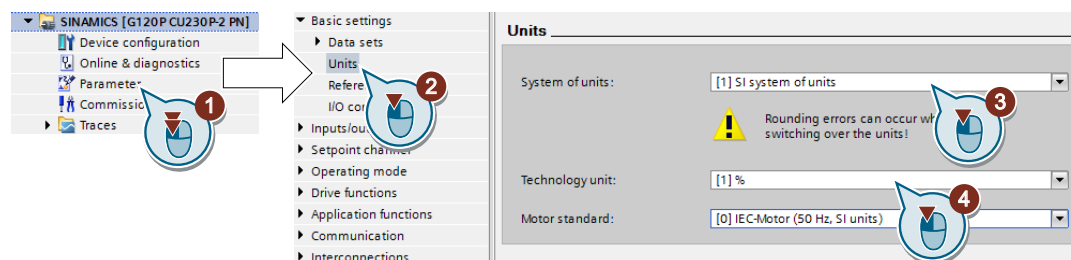 SINAMICS [G120P CU230P-2 PN]
Device configuration
Online & diagnostics
Parameter
Commissio
Traces
1
Basic settings
Data sets
Units
Refere
I/O co
Inputs/ou
Setpoint chan
Operating mode
Drive functions
Application functions
Communication
Interconnections
2
Units
System of units:
[1] SI system of units
3
Rounding errors can occur wh
switching over the units!
Technology unit:
[1] %
4
Motor standard:
[0] IEC-Motor (50 Hz, SI units)